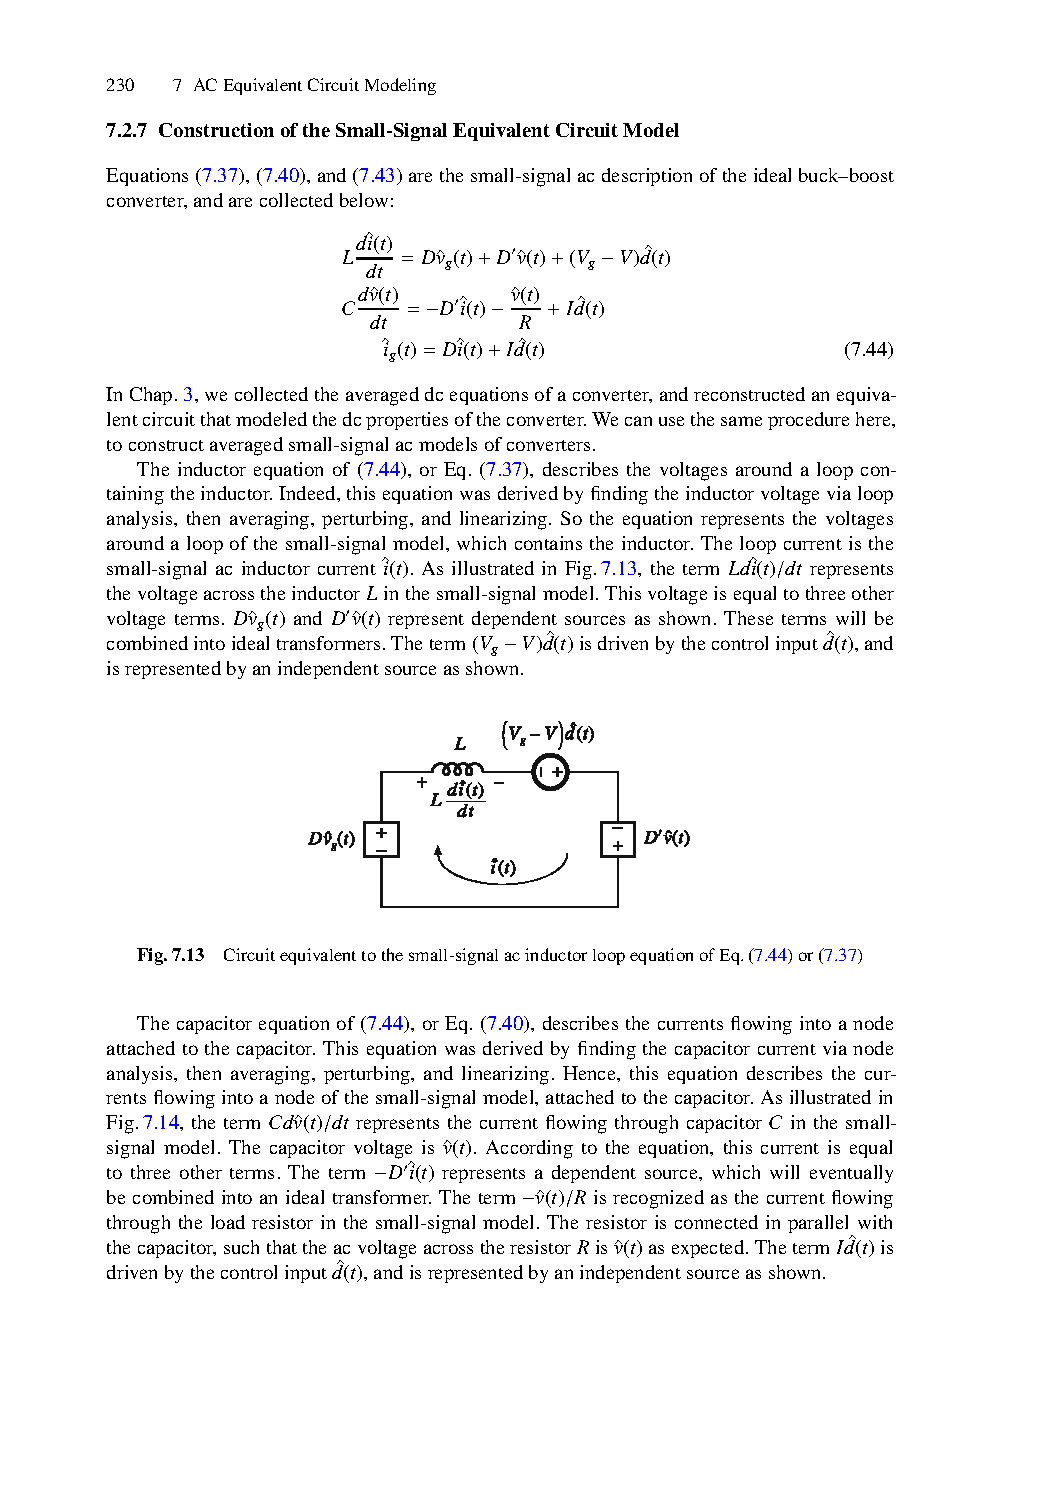 230 7 AC Equivalent Circuit Modeling
7.2.7 Construction of the Small-Signal Equivalent Circuit Model
Equations (7.37), (7.40), and (7.43) are the small-signal ac description of the ideal buck–boost
converter, and are collected below:
L dî(t)/dt = Dv̂_g(t) + D′v̂(t) + (V_g − V)d̂(t)
C dv̂(t)/dt = −D′î(t) − v̂(t)/R + Id̂(t)
î_g(t) = Dî(t) + Id̂(t) (7.44)
In Chap. 3, we collected the averaged dc equations of a converter, and reconstructed an equiva-
lent circuit that modeled the dc properties of the converter. We can use the same procedure here,
to construct averaged small-signal ac models of converters.
The inductor equation of (7.44), or Eq. (7.37), describes the voltages around a loop con-
taining the inductor. Indeed, this equation was derived by finding the inductor voltage via loop
analysis, then averaging, perturbing, and linearizing. So the equation represents the voltages
around a loop of the small-signal model, which contains the inductor. The loop current is the
small-signal ac inductor current î(t). As illustrated in Fig. 7.13, the term Ldî(t)/dt represents
the voltage across the inductor L in the small-signal model. This voltage is equal to three other
voltage terms. Dv̂_g(t) and D′v̂(t) represent dependent sources as shown. These terms will be
combined into ideal transformers. The term (V_g − V)d̂(t) is driven by the control input d̂(t), and
is represented by an independent source as shown.
(V_g − V)d̂(t)
L
− +
+ −
L dî(t)/dt
Dv̂_g(t) + −
− + D′v̂(t)
î(t)
Fig. 7.13 Circuit equivalent to the small-signal ac inductor loop equation of Eq. (7.44) or (7.37)
The capacitor equation of (7.44), or Eq. (7.40), describes the currents flowing into a node
attached to the capacitor. This equation was derived by finding the capacitor current via node
analysis, then averaging, perturbing, and linearizing. Hence, this equation describes the cur-
rents flowing into a node of the small-signal model, attached to the capacitor. As illustrated in
Fig. 7.14, the term Cdv̂(t)/dt represents the current flowing through capacitor C in the small-
signal model. The capacitor voltage is v̂(t). According to the equation, this current is equal
to three other terms. The term −D′î(t) represents a dependent source, which will eventually
be combined into an ideal transformer. The term −v̂(t)/R is recognized as the current flowing
through the load resistor in the small-signal model. The resistor is connected in parallel with
the capacitor, such that the ac voltage across the resistor R is v̂(t) as expected. The term Id̂(t) is
driven by the control input d̂(t), and is represented by an independent source as shown.